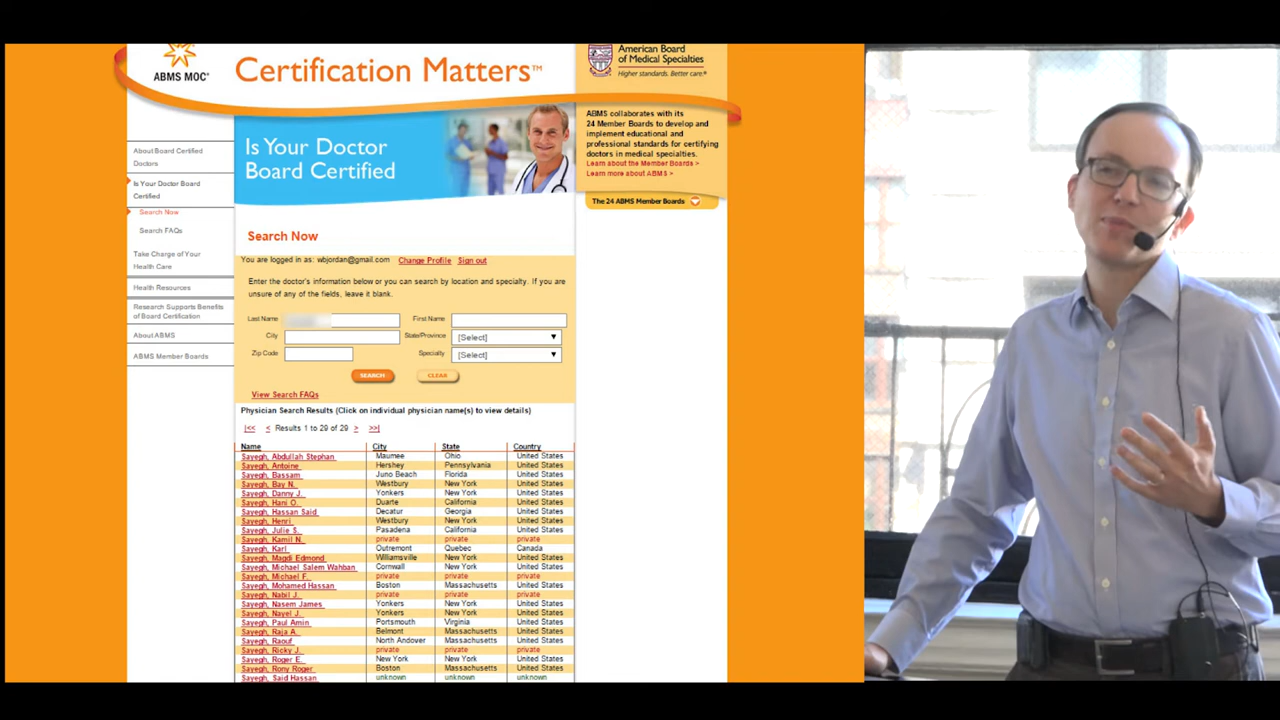 ABMS MOC®
Certification Matters™
American Board
of Medical Specialties
Higher standards. Better care.®
ABMS collaborates with its
24 Member Boards to develop and
implement educational and
professional standards for certifying
doctors in medical specialties.
Learn about the Member Boards >
Learn more about ABMS >
The 24 ABMS Member Boards
About Board Certified
Doctors
Is Your Doctor Board
Certified
Search Now
Search FAQs
Take Charge of Your
Health Care
Health Resources
Research Supports Benefits
of Board Certification
About ABMS
ABMS Member Boards
Is Your Doctor
Board Certified
Search Now
You are logged in as: wbjordan@gmail.com Change Profile Sign out
Enter the doctor's information below or you can search by location and specialty. If you are
unsure of any of the fields, leave it blank.
Last Name First Name
City State/Province [Select]
Zip Code Specialty [Select]
SEARCH CLEAR
View Search FAQs
Physician Search Results (Click on individual physician name(s) to view details)
|<< < Results 1 to 29 of 29 > >>|
Name City State Country
Sayegh, Abdullah Stephan Maumee Ohio United States
Sayegh, Antoine Hershey Pennsylvania United States
Sayegh, Bassam Juno Beach Florida United States
Sayegh, Bay N. Westbury New York United States
Sayegh, Danny J. Yonkers New York United States
Sayegh, Hani O. Duarte California United States
Sayegh, Hassan Said Decatur Georgia United States
Sayegh, Henri Westbury New York United States
Sayegh, Julie S. Pasadena California United States
Sayegh, Kamil N. private private private
Sayegh, Karl Outremont Quebec Canada
Sayegh, Magdi Edmond Williamsville New York United States
Sayegh, Michael Salem Wahban Cornwall New York United States
Sayegh, Michael F. private private private
Sayegh, Mohamed Hassan Boston Massachusetts United States
Sayegh, Nabil J. private private private
Sayegh, Nasem James Yonkers New York United States
Sayegh, Nayel J. Yonkers New York United States
Sayegh, Paul Amin Portsmouth Virginia United States
Sayegh, Raja A. Belmont Massachusetts United States
Sayegh, Raouf North Andover Massachusetts United States
Sayegh, Ricky J. private private private
Sayegh, Roger E. New York New York United States
Sayegh, Rony Roger Boston Massachusetts United States
Sayegh, Said Hassan unknown unknown unknown